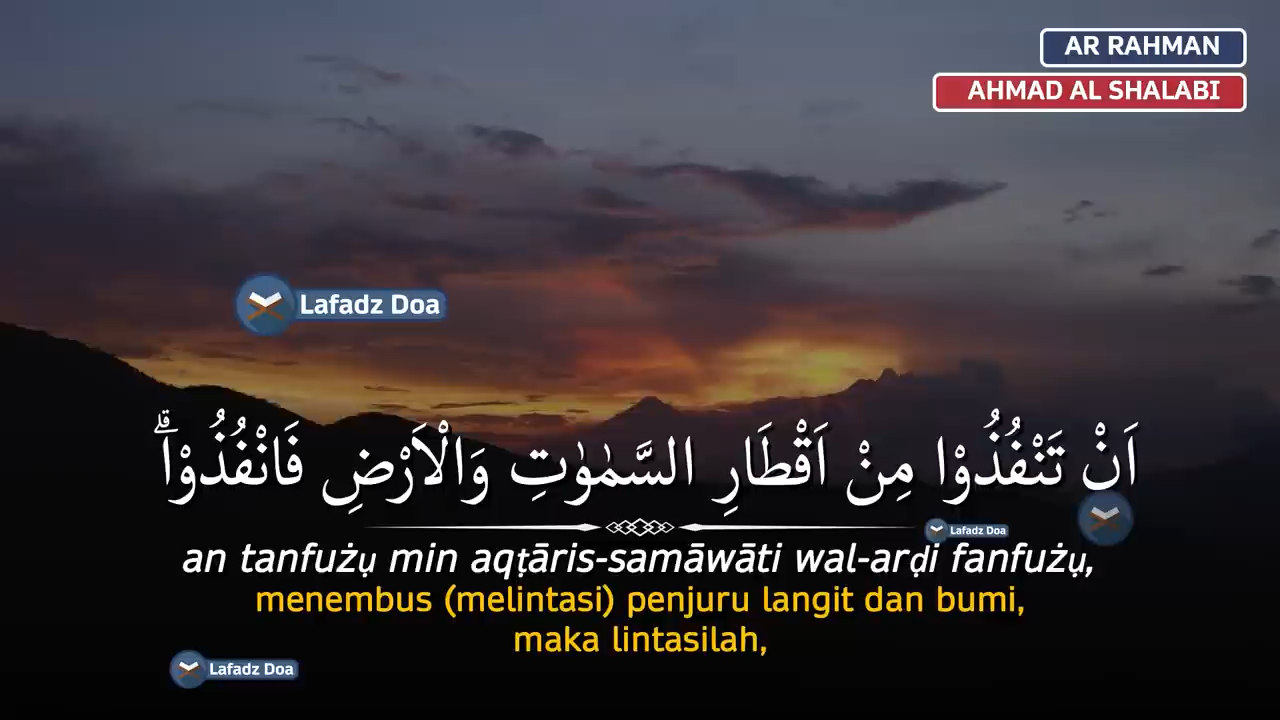 AR RAHMAN
AHMAD AL SHALABI
Lafadz Doa
اَنْ تَنْفُذُوْا مِنْ اَقْطَارِ السَّمٰوٰتِ وَالْاَرْضِ فَانْفُذُوْاۗ
Lafadz Doa
an tanfużụ min aqṭāris-samāwāti wal-arḍi fanfużụ,
menembus (melintasi) penjuru langit dan bumi,
maka lintasilah,
Lafadz Doa